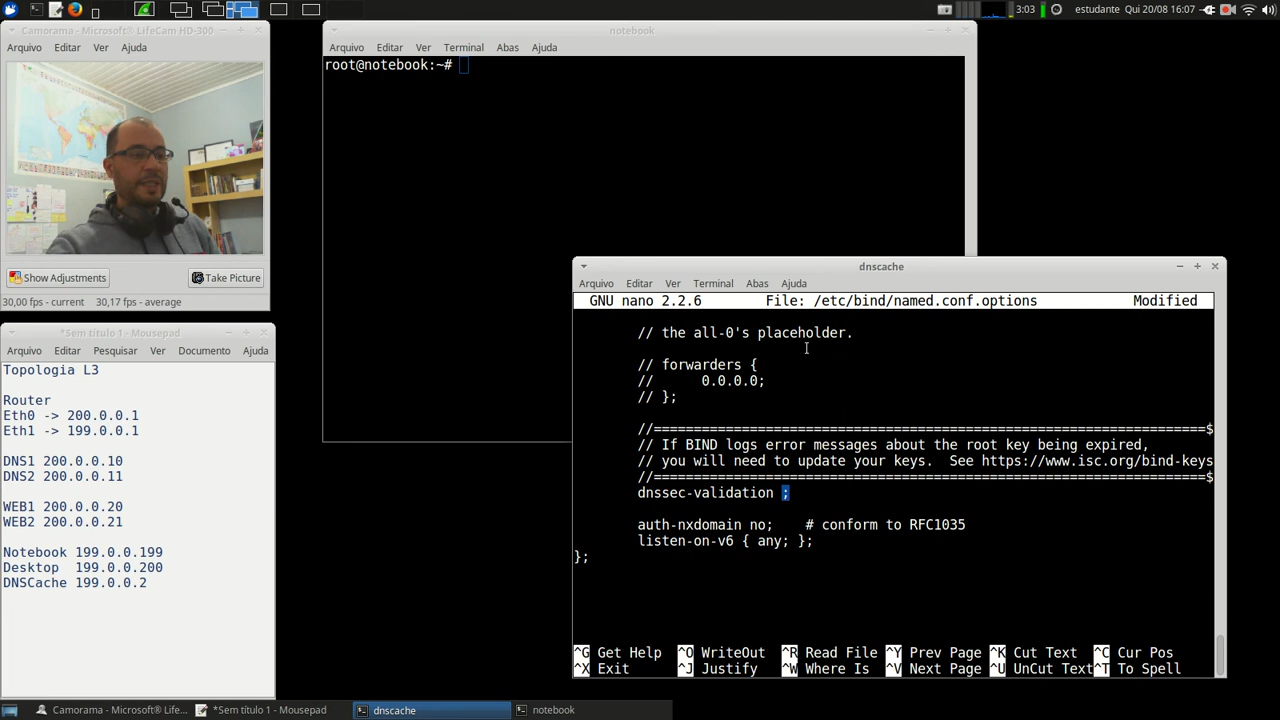 3:03 estudante Qui 20/08 16:07
Camorama - Microsoft® LifeCam HD-300
Arquivo Editar Ver Ajuda
Show Adjustments Take Picture
30,00 fps - current 30,17 fps - average
*Sem título 1 - Mousepad
Arquivo Editar Pesquisar Ver Documento Ajuda
Topologia L3
Router
Eth0 -> 200.0.0.1
Eth1 -> 199.0.0.1
DNS1 200.0.0.10
DNS2 200.0.0.11
WEB1 200.0.0.20
WEB2 200.0.0.21
Notebook 199.0.0.199
Desktop 199.0.0.200
DNSCache 199.0.0.2
notebook
Arquivo Editar Ver Terminal Abas Ajuda
root@notebook:~#
dnscache
Arquivo Editar Ver Terminal Abas Ajuda
GNU nano 2.2.6 File: /etc/bind/named.conf.options Modified
// the all-0's placeholder.
// forwarders {
// 0.0.0.0;
// };
//=====================================================================$
// If BIND logs error messages about the root key being expired,
// you will need to update your keys. See https://www.isc.org/bind-keys
//=====================================================================$
dnssec-validation ;
auth-nxdomain no; # conform to RFC1035
listen-on-v6 { any; };
};
^G Get Help ^O WriteOut ^R Read File ^Y Prev Page ^K Cut Text ^C Cur Pos
^X Exit ^J Justify ^W Where Is ^V Next Page ^U UnCut Text ^T To Spell
Camorama - Microsoft® Life... *Sem título 1 - Mousepad dnscache notebook